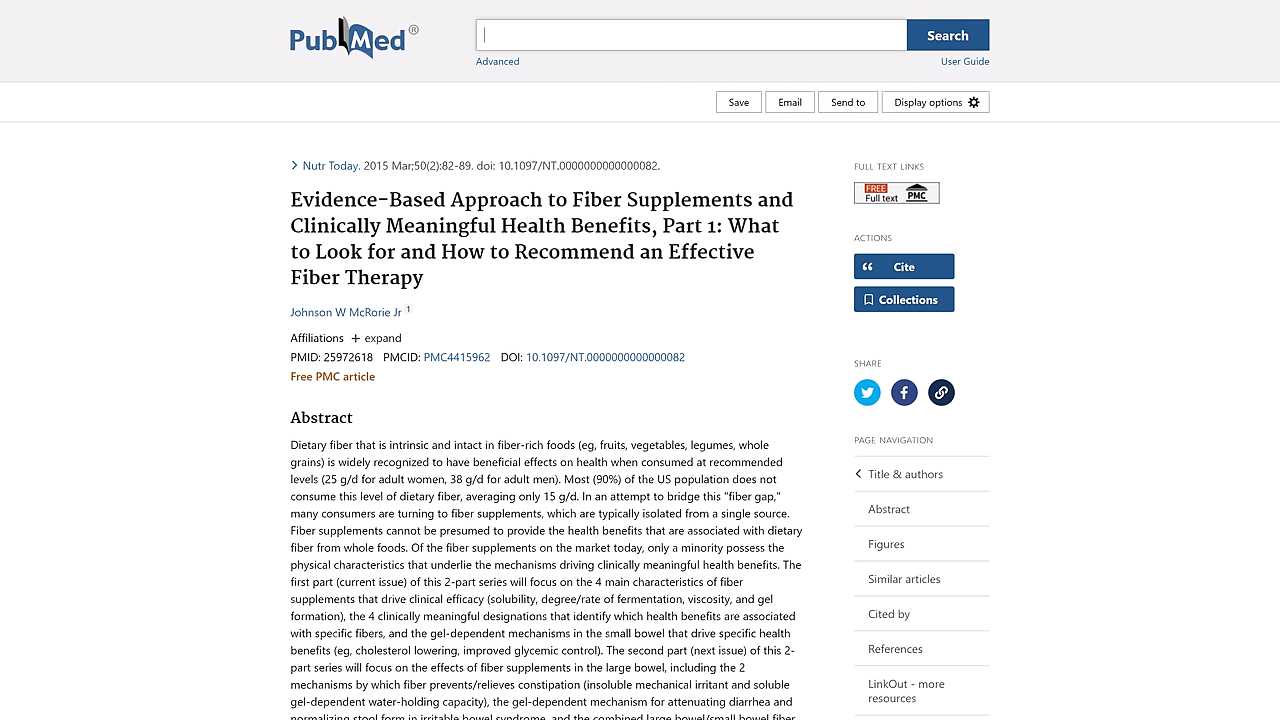 PubMed®
Search
Advanced
User Guide
Save
Email
Send to
Display options
Nutr Today. 2015 Mar;50(2):82-89. doi: 10.1097/NT.0000000000000082.
Evidence-Based Approach to Fiber Supplements and
Clinically Meaningful Health Benefits, Part 1: What
to Look for and How to Recommend an Effective
Fiber Therapy
Johnson W McRorie Jr 1
Affiliations + expand
PMID: 25972618 PMCID: PMC4415962 DOI: 10.1097/NT.0000000000000082
Free PMC article
Abstract
Dietary fiber that is intrinsic and intact in fiber-rich foods (eg, fruits, vegetables, legumes, whole
grains) is widely recognized to have beneficial effects on health when consumed at recommended
levels (25 g/d for adult women, 38 g/d for adult men). Most (90%) of the US population does not
consume this level of dietary fiber, averaging only 15 g/d. In an attempt to bridge this "fiber gap,"
many consumers are turning to fiber supplements, which are typically isolated from a single source.
Fiber supplements cannot be presumed to provide the health benefits that are associated with dietary
fiber from whole foods. Of the fiber supplements on the market today, only a minority possess the
physical characteristics that underlie the mechanisms driving clinically meaningful health benefits. The
first part (current issue) of this 2-part series will focus on the 4 main characteristics of fiber
supplements that drive clinical efficacy (solubility, degree/rate of fermentation, viscosity, and gel
formation), the 4 clinically meaningful designations that identify which health benefits are associated
with specific fibers, and the gel-dependent mechanisms in the small bowel that drive specific health
benefits (eg, cholesterol lowering, improved glycemic control). The second part (next issue) of this 2-
part series will focus on the effects of fiber supplements in the large bowel, including the 2
mechanisms by which fiber prevents/relieves constipation (insoluble mechanical irritant and soluble
gel-dependent water-holding capacity), the gel-dependent mechanism for attenuating diarrhea and
normalizing stool form in irritable bowel syndrome, and the combined large bowel/small bowel fiber
FULL TEXT LINKS
FREE
Full text PMC
ACTIONS
Cite
Collections
SHARE
PAGE NAVIGATION
Title & authors
Abstract
Figures
Similar articles
Cited by
References
LinkOut - more
resources